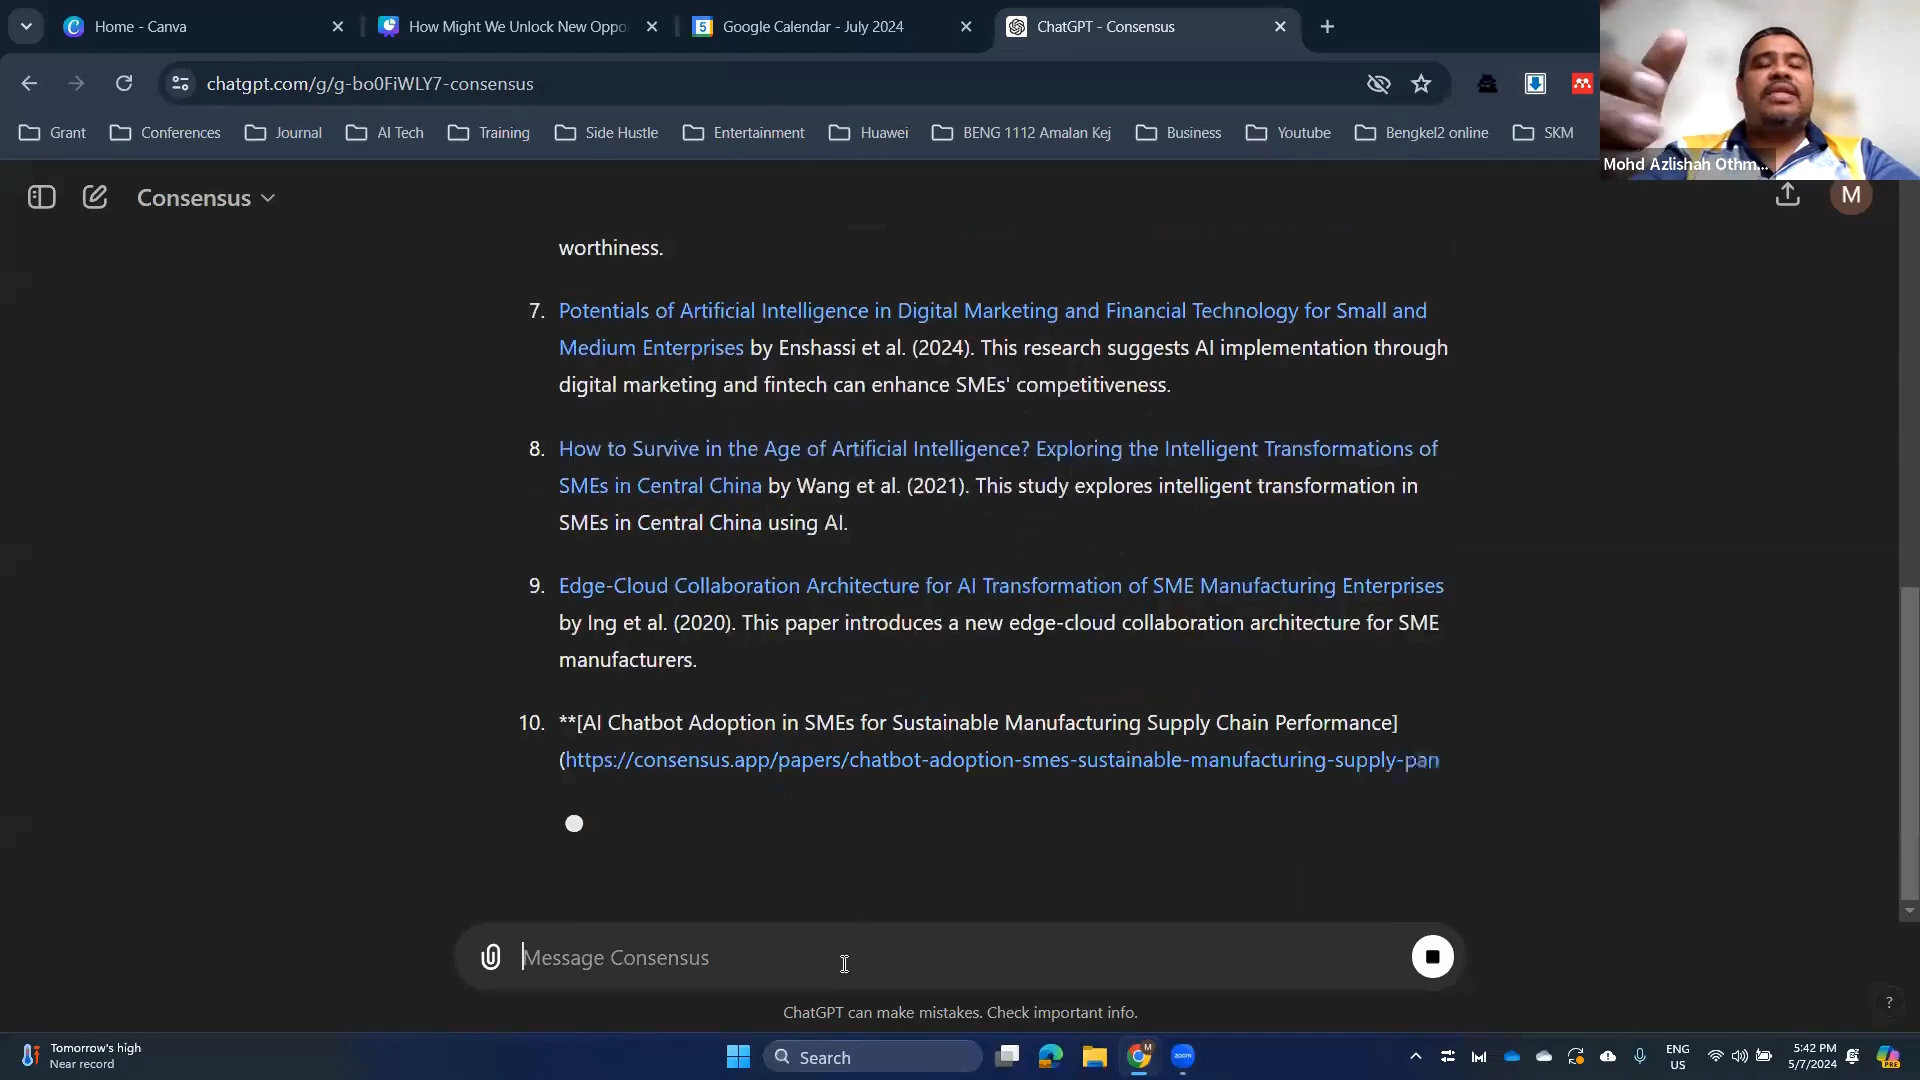 Home - Canva
How Might We Unlock New Oppo
Google Calendar - July 2024
ChatGPT - Consensus
chatgpt.com/g/g-bo0FiWLY7-consensus
Grant
Conferences
Journal
AI Tech
Training
Side Hustle
Entertainment
Huawei
BENG 1112 Amalan Kej
Business
Youtube
Bengkel2 online
SKM
Mohd Azlishah Othm...
Consensus
M
worthiness.
7. Potentials of Artificial Intelligence in Digital Marketing and Financial Technology for Small and
Medium Enterprises by Enshassi et al. (2024). This research suggests AI implementation through
digital marketing and fintech can enhance SMEs' competitiveness.
8. How to Survive in the Age of Artificial Intelligence? Exploring the Intelligent Transformations of
SMEs in Central China by Wang et al. (2021). This study explores intelligent transformation in
SMEs in Central China using AI.
9. Edge-Cloud Collaboration Architecture for AI Transformation of SME Manufacturing Enterprises
by Ing et al. (2020). This paper introduces a new edge-cloud collaboration architecture for SME
manufacturers.
10. **[AI Chatbot Adoption in SMEs for Sustainable Manufacturing Supply Chain Performance]
(https://consensus.app/papers/chatbot-adoption-smes-sustainable-manufacturing-supply-pan
Message Consensus
ChatGPT can make mistakes. Check important info.
?
Tomorrow's high
Near record
Search
M
zoom
ENG
US
5:42 PM
5/7/2024
PRE